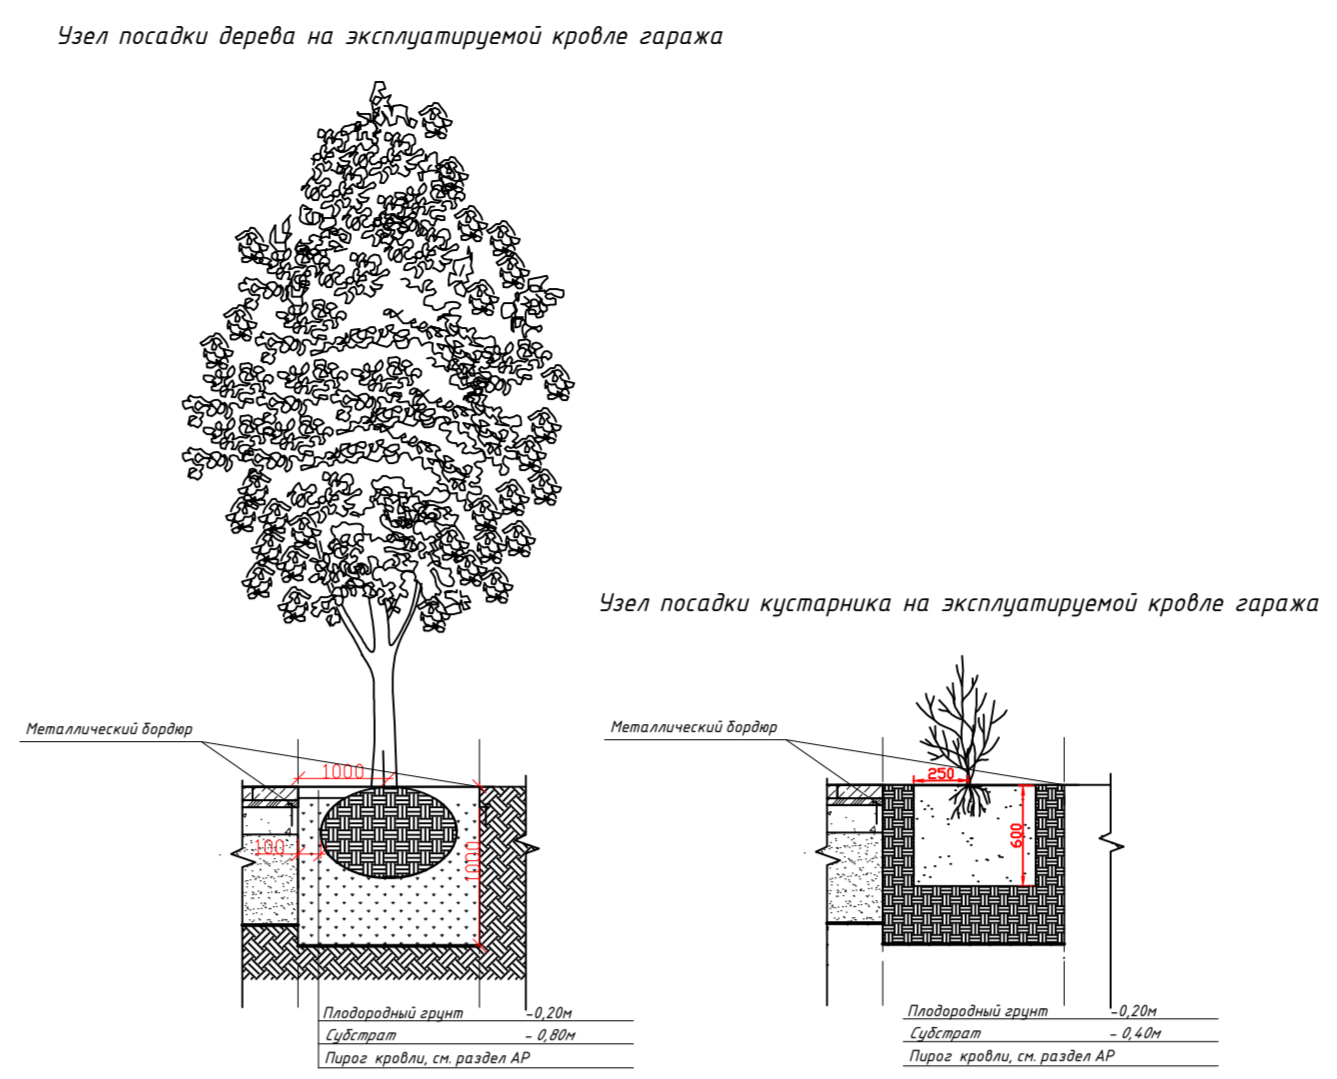 Узел посадки дерева на эксплуатируемой кровле гаража
Узел посадки кустарника на эксплуатируемой кровле гаража
Металлический бордюр
1000
100
1000
Плодородный грунт -0,20м
Субстрат - 0,80м
Пирог кровли, см. раздел АР
Металлический бордюр
250
600
Плодородный грунт -0,20м
Субстрат - 0,40м
Пирог кровли, см. раздел АР